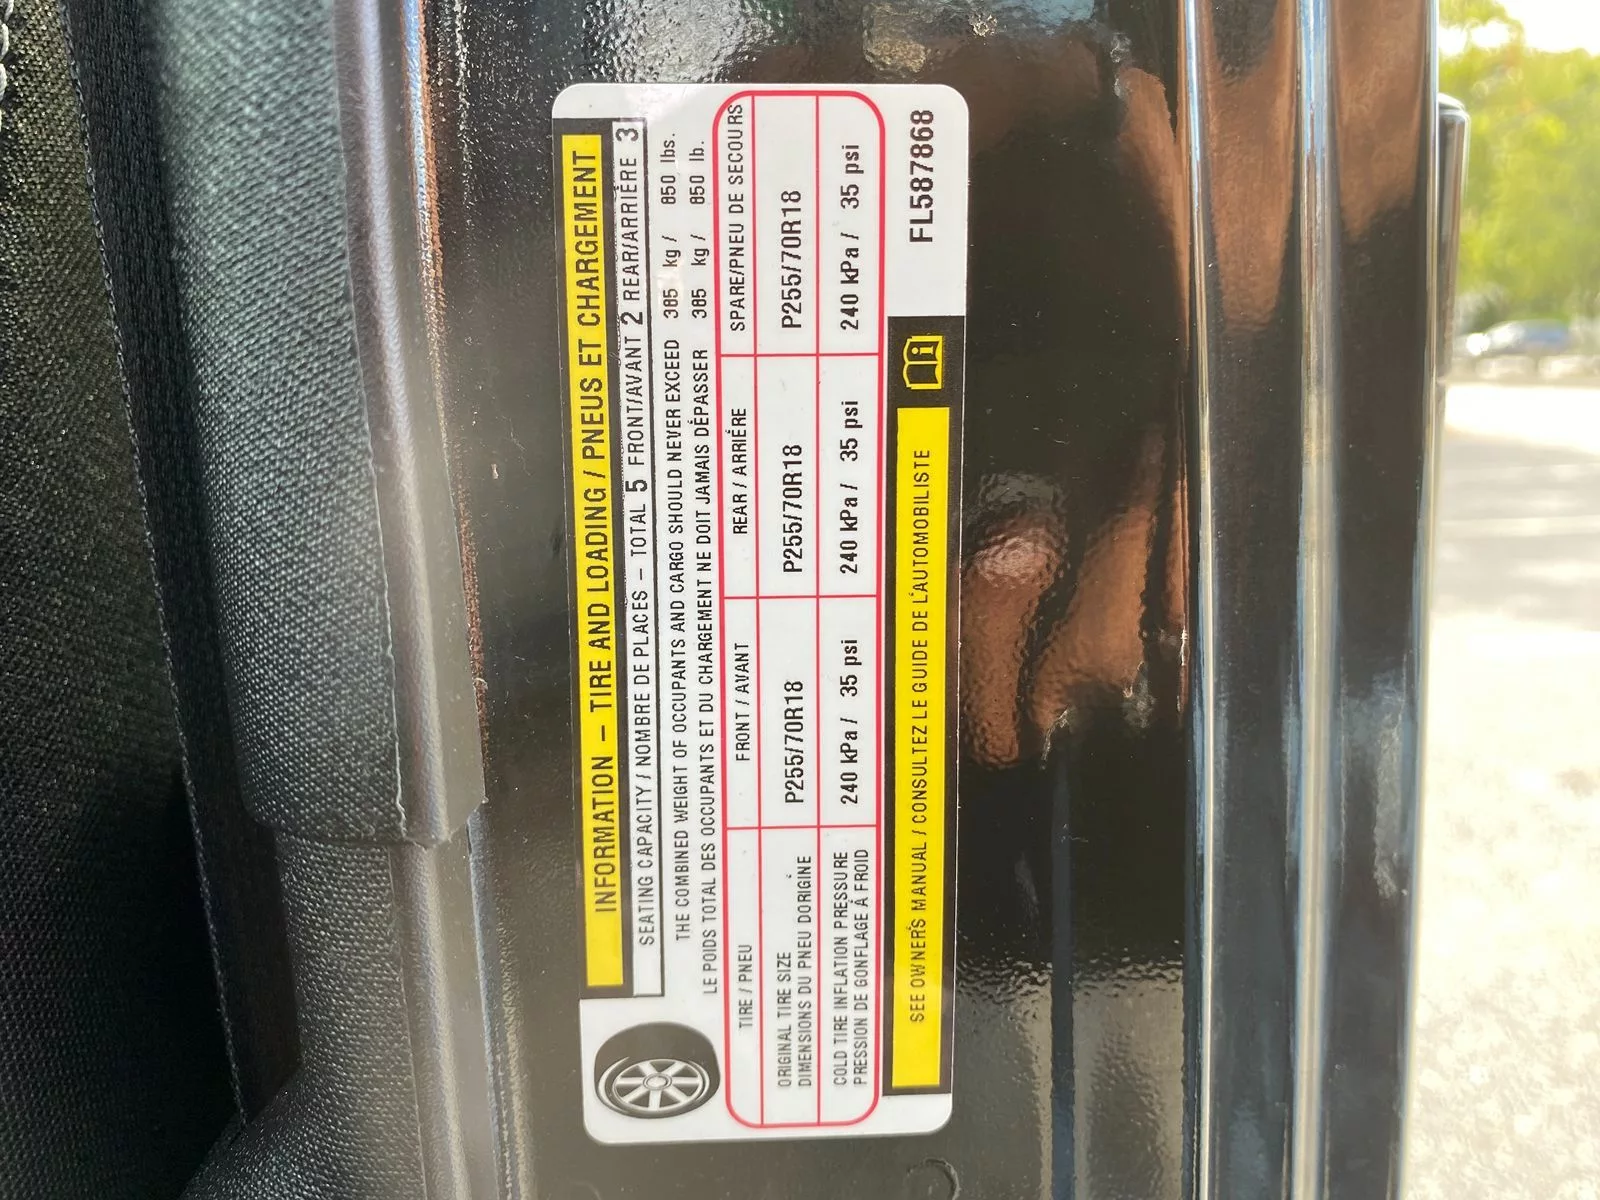 INFORMATION – TIRE AND LOADING / PNEUS ET CHARGEMENT
SEATING CAPACITY / NOMBRE DE PLACES – TOTAL 5 FRONT/AVANT 2 REAR/ARRIÈRE 3
THE COMBINED WEIGHT OF OCCUPANTS AND CARGO SHOULD NEVER EXCEED 385 kg / 850 lbs.
LE POIDS TOTAL DES OCCUPANTS ET DU CHARGEMENT NE DOIT JAMAIS DÉPASSER 385 kg / 850 lb.
TIRE / PNEU FRONT / AVANT REAR / ARRIÉRE SPARE/PNEU DE SECOURS
ORIGINAL TIRE SIZE
DIMENSIONS DU PNEU D'ORIGINE P255/70R18 P255/70R18 P255/70R18
COLD TIRE INFLATION PRESSURE
PRESSION DE GONFLAGE Á FROID 240 kPa / 35 psi 240 kPa / 35 psi 240 kPa / 35 psi
SEE OWNER'S MANUAL / CONSULTEZ LE GUIDE DE L'AUTOMOBILISTE
FL587868